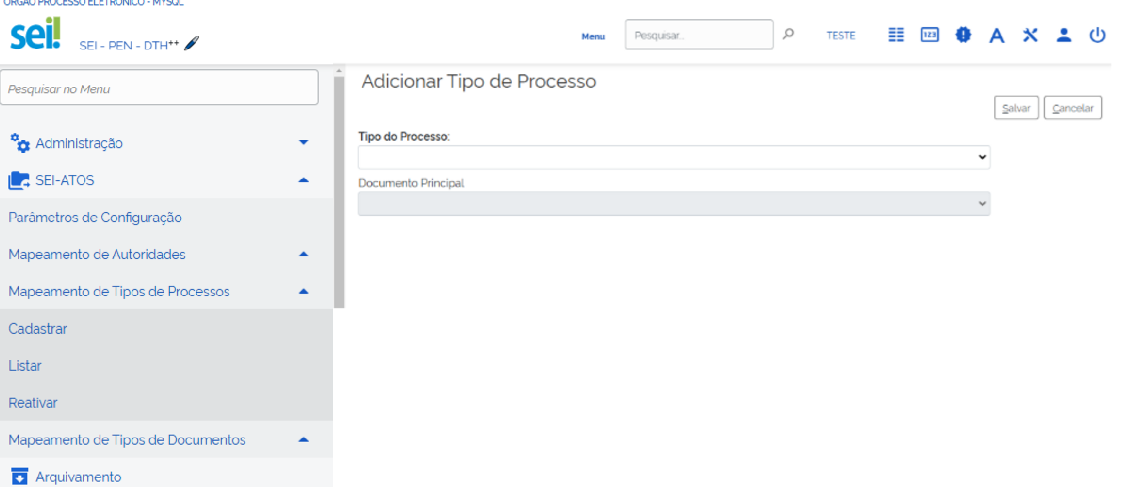 ORGAO PROCESSO ELETRONICO - MYSQL
sei!
SEI - PEN - DTH++
Menu
Pesquisar...
TESTE
123
A
Pesquisar no Menu
Administração
SEI-ATOS
Parâmetros de Configuração
Mapeamento de Autoridades
Mapeamento de Tipos de Processos
Cadastrar
Listar
Reativar
Mapeamento de Tipos de Documentos
Arquivamento
Adicionar Tipo de Processo
Salvar
Cancelar
Tipo do Processo:
Documento Principal